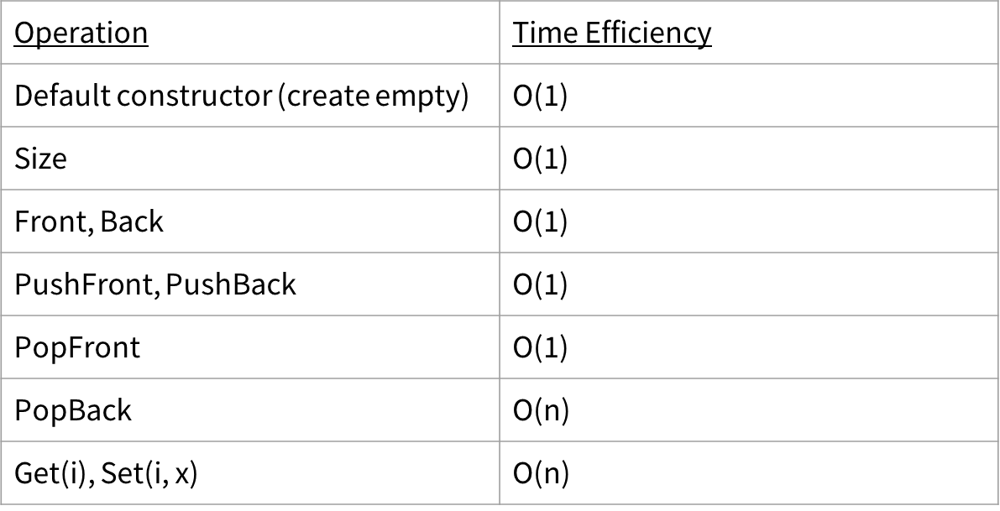 Operation Time Efficiency
Default constructor (create empty) O(1)
Size O(1)
Front, Back O(1)
PushFront, PushBack O(1)
PopFront O(1)
PopBack O(n)
Get(i), Set(i, x) O(n)